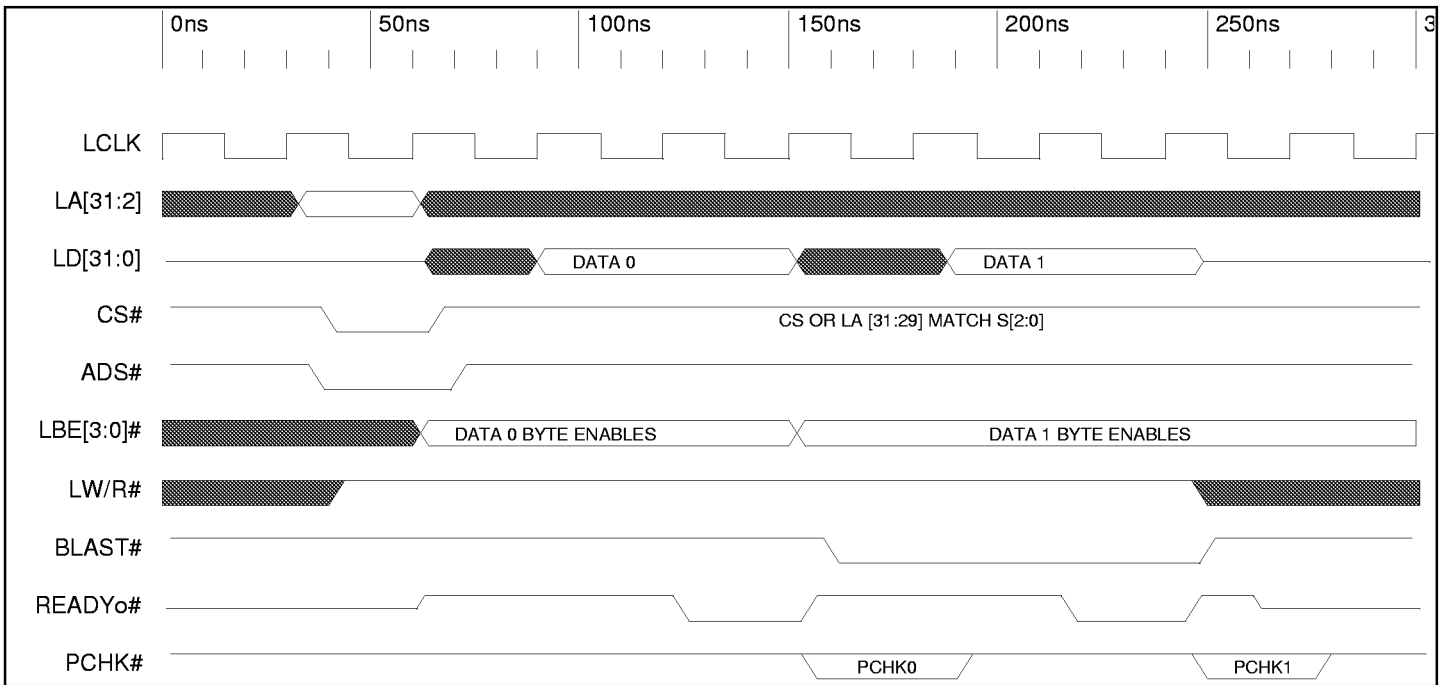 0ns 50ns 100ns 150ns 200ns 250ns 3
LCLK
LA[31:2]
LD[31:0] DATA 0 DATA 1
CS# CS OR LA [31:29] MATCH S[2:0]
ADS#
LBE[3:0]# DATA 0 BYTE ENABLES DATA 1 BYTE ENABLES
LW/R#
BLAST#
READYo#
PCHK# PCHK0 PCHK1